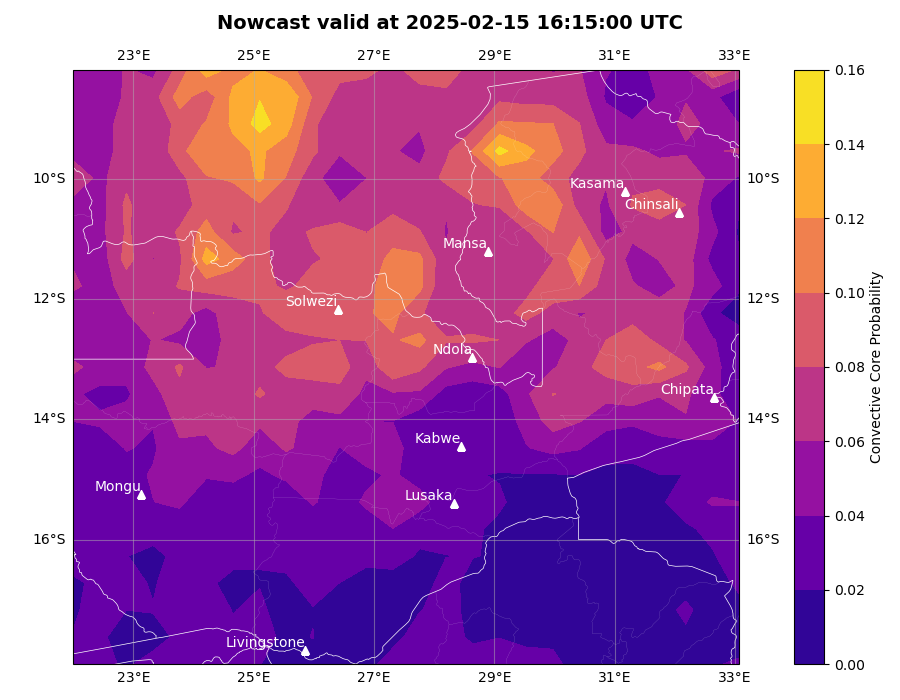 Nowcast valid at 2025-02-15 16:15:00 UTC
23°E 25°E 27°E 29°E 31°E 33°E
0.16
0.14
0.12
0.10
0.08
0.06
0.04
0.02
0.00
Convective Core Probability
10°S 10°S
12°S 12°S
14°S 14°S
16°S 16°S
Kasama
Chinsali
Mansa
Solwezi
Ndola
Chipata
Kabwe
Mongu
Lusaka
Livingstone
23°E 25°E 27°E 29°E 31°E 33°E